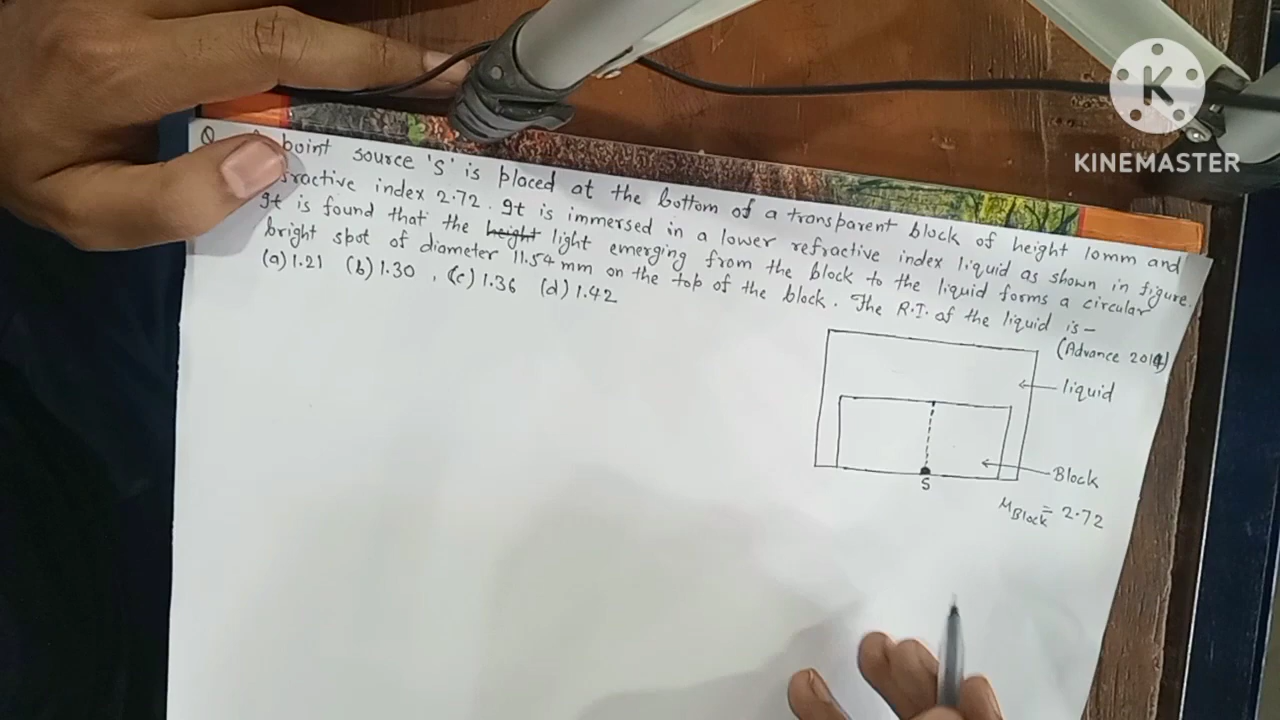 Q point source 'S' is placed at the bottom of a transparent block of height 10mm and
refractive index 2.72. It is immersed in a lower refractive index liquid as shown in figure.
It is found that the height light emerging from the block to the liquid forms a circular
bright spot of diameter 11.54 mm on the top of the block. The R.I. of the liquid is -
(a) 1.21 (b) 1.30 , (c) 1.36 (d) 1.42
(Advance 2014)
liquid
Block
S
μBlock = 2.72
K
KINEMASTER